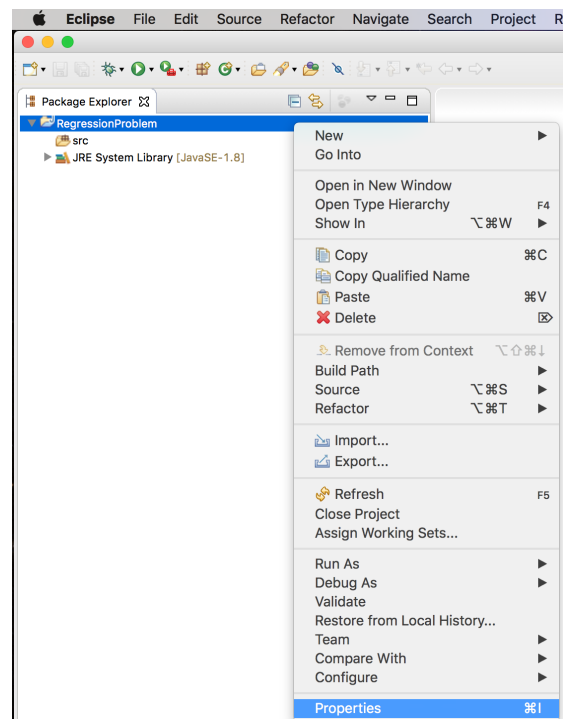 Eclipse File Edit Source Refactor Navigate Search Project R
Package Explorer
RegressionProblem
src
JRE System Library [JavaSE-1.8]
New
Go Into
Open in New Window
Open Type Hierarchy F4
Show In ⌥⌘W
Copy ⌘C
Copy Qualified Name
Paste ⌘V
Delete ⌦
Remove from Context ⌥⇧⌘↓
Build Path
Source ⌥⌘S
Refactor ⌥⌘T
Import...
Export...
Refresh F5
Close Project
Assign Working Sets...
Run As
Debug As
Validate
Restore from Local History...
Team
Compare With
Configure
Properties ⌘I